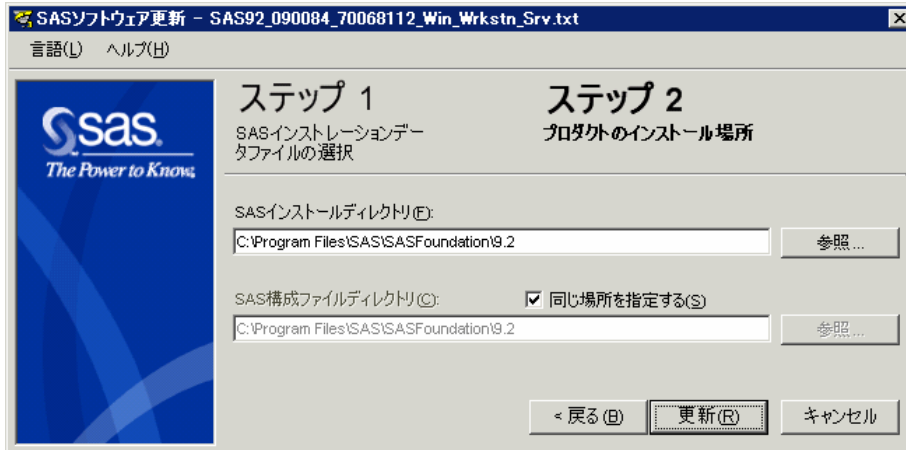 SASソフトウェア更新 - SAS92_090084_70068112_Win_Wrkstn_Srv.txt
言語(L) ヘルプ(H)
sas.
The Power to Know.
ステップ 1
SASインストレーションデー
タファイルの選択
ステップ 2
プロダクトのインストール場所
SASインストールディレクトリ(F):
C:\Program Files\SAS\SASFoundation\9.2
参照...
SAS構成ファイルディレクトリ(C):
同じ場所を指定する(S)
C:\Program Files\SAS\SASFoundation\9.2
参照...
< 戻る(B)
更新(R)
キャンセル